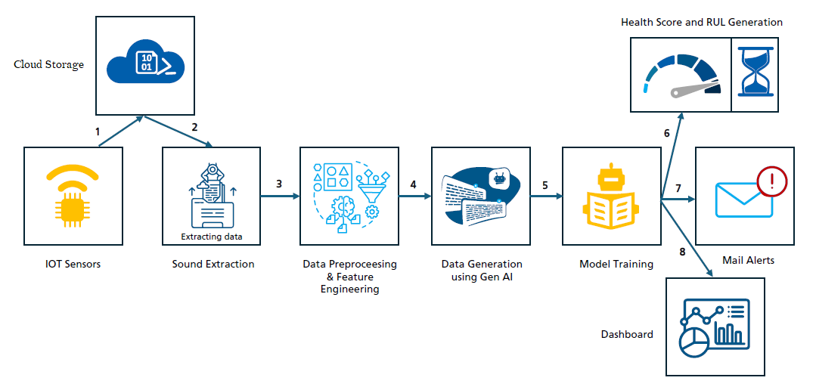 Health Score and RUL Generation
Cloud Storage
10
01
1
2
6
3
4
5
7
Extracting data
!
IOT Sensors
Sound Extraction
Data Preproceesing
& Feature
Engineering
Data Generation
using Gen AI
Model Training
8
Mail Alerts
Dashboard